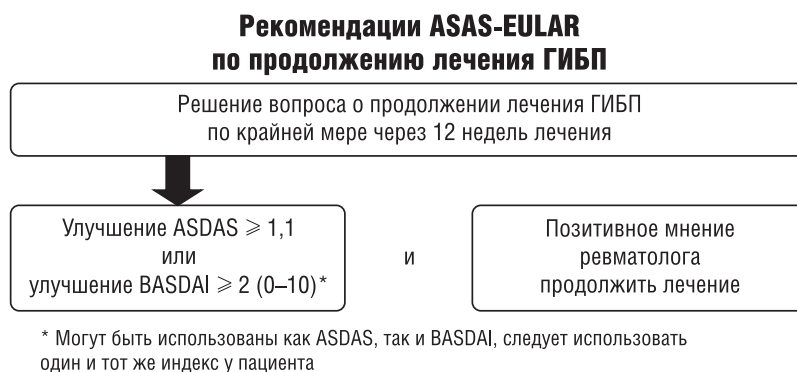 Рекомендации ASAS-EULAR
по продолжению лечения ГИБП
Решение вопроса о продолжении лечения ГИБП
по крайней мере через 12 недель лечения
Улучшение ASDAS ⩾ 1,1
или
улучшение BASDAI ⩾ 2 (0–10)*
и
Позитивное мнение
ревматолога
продолжить лечение
* Могут быть использованы как ASDAS, так и BASDAI, следует использовать
один и тот же индекс у пациента